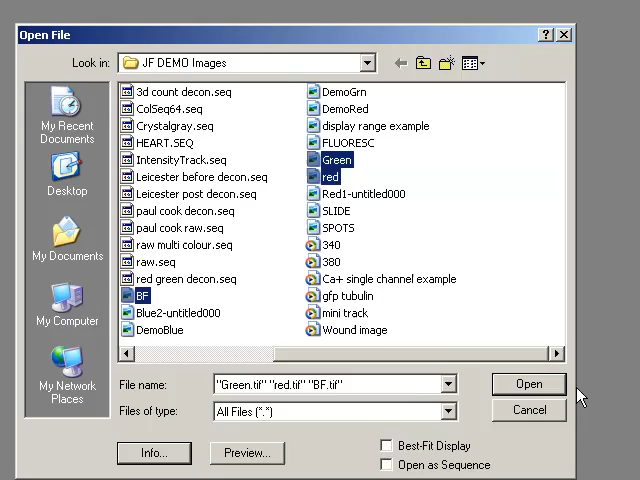 Open File
Look in:
JF DEMO Images
My Recent
Documents
Desktop
My Documents
My Computer
My Network
Places
3d count decon.seq
ColSeq64.seq
Crystalgray.seq
HEART.SEQ
IntensityTrack.seq
Leicester before decon.seq
Leicester post decon.seq
paul cook decon.seq
paul cook raw.seq
raw multi colour.seq
raw.seq
red green decon.seq
BF
Blue2-untitled000
DemoBlue
DemoGrn
DemoRed
display range example
FLUORESC
Green
red
Red1-untitled000
SLIDE
SPOTS
340
380
Ca+ single channel example
gfp tubulin
mini track
Wound image
File name:
"Green.tif" "red.tif" "BF.tif"
Open
Files of type:
All Files (*.*)
Cancel
Info...
Preview...
Best-Fit Display
Open as Sequence